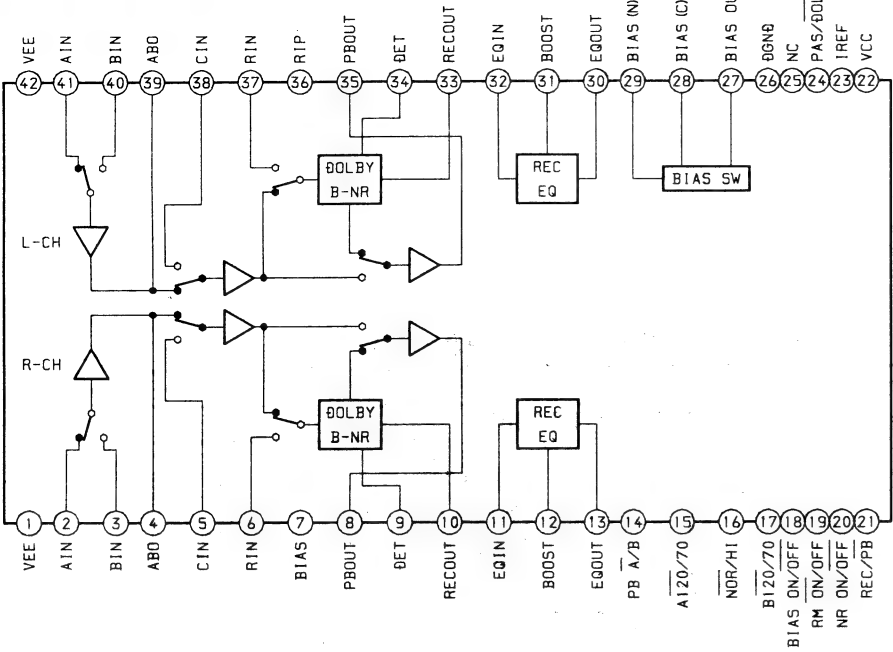 VEE
AIN
BIN
ABO
CIN
RIN
RIP
PBOUT
DET
RECOUT
EQIN
BOOST
EQOUT
BIAS (N)
BIAS (C)
BIAS
DGND
NC
PAS/DOL
IREF
VCC
42
41
40
39
38
37
36
35
34
33
32
31
30
29
28
27
26
25
24
23
22
DOLBY
B-NR
REC
EQ
BIAS SW
L-CH
R-CH
DOLBY
B-NR
REC
EQ
1
2
3
4
5
6
7
8
9
10
11
12
13
14
15
16
17
18
19
20
21
VEE
AIN
BIN
ABO
CIN
RIN
BIAS
PBOUT
DET
RECOUT
EQIN
BOOST
EQOUT
PB A/B
A120/70
NOR/HI
B120/70
BIAS ON/OFF
RM ON/OFF
NR ON/OFF
REC/PB